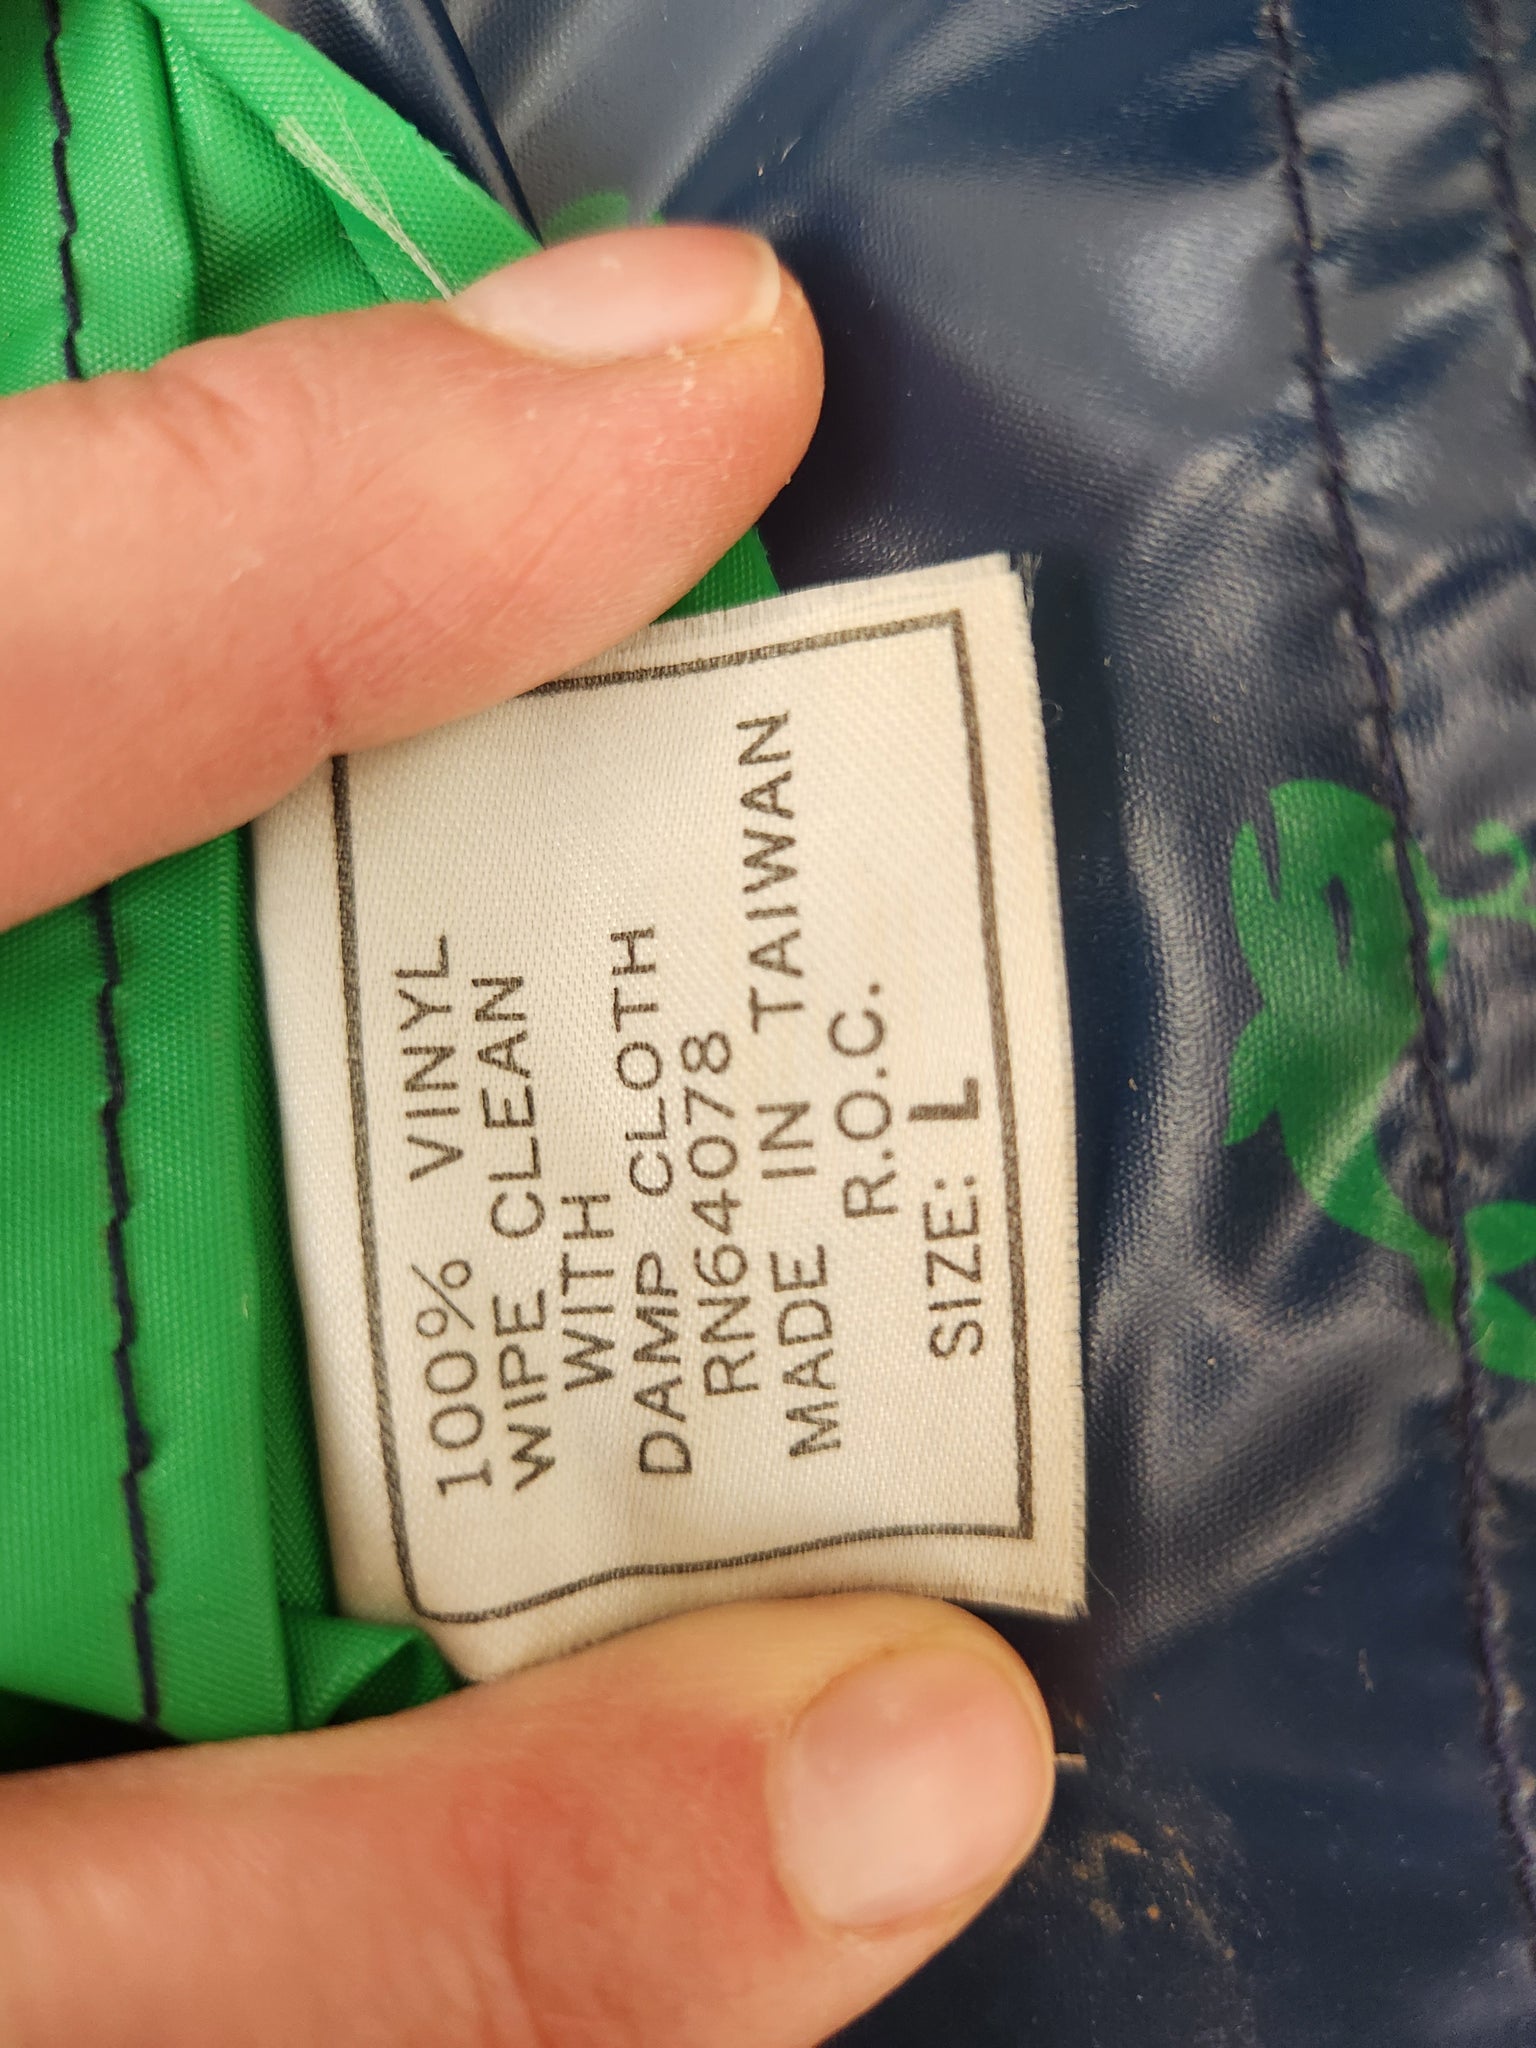 100% VINYL
WIPE CLEAN
WITH
DAMP CLOTH
RN64078
MADE IN TAIWAN
R.O.C.
SIZE: L